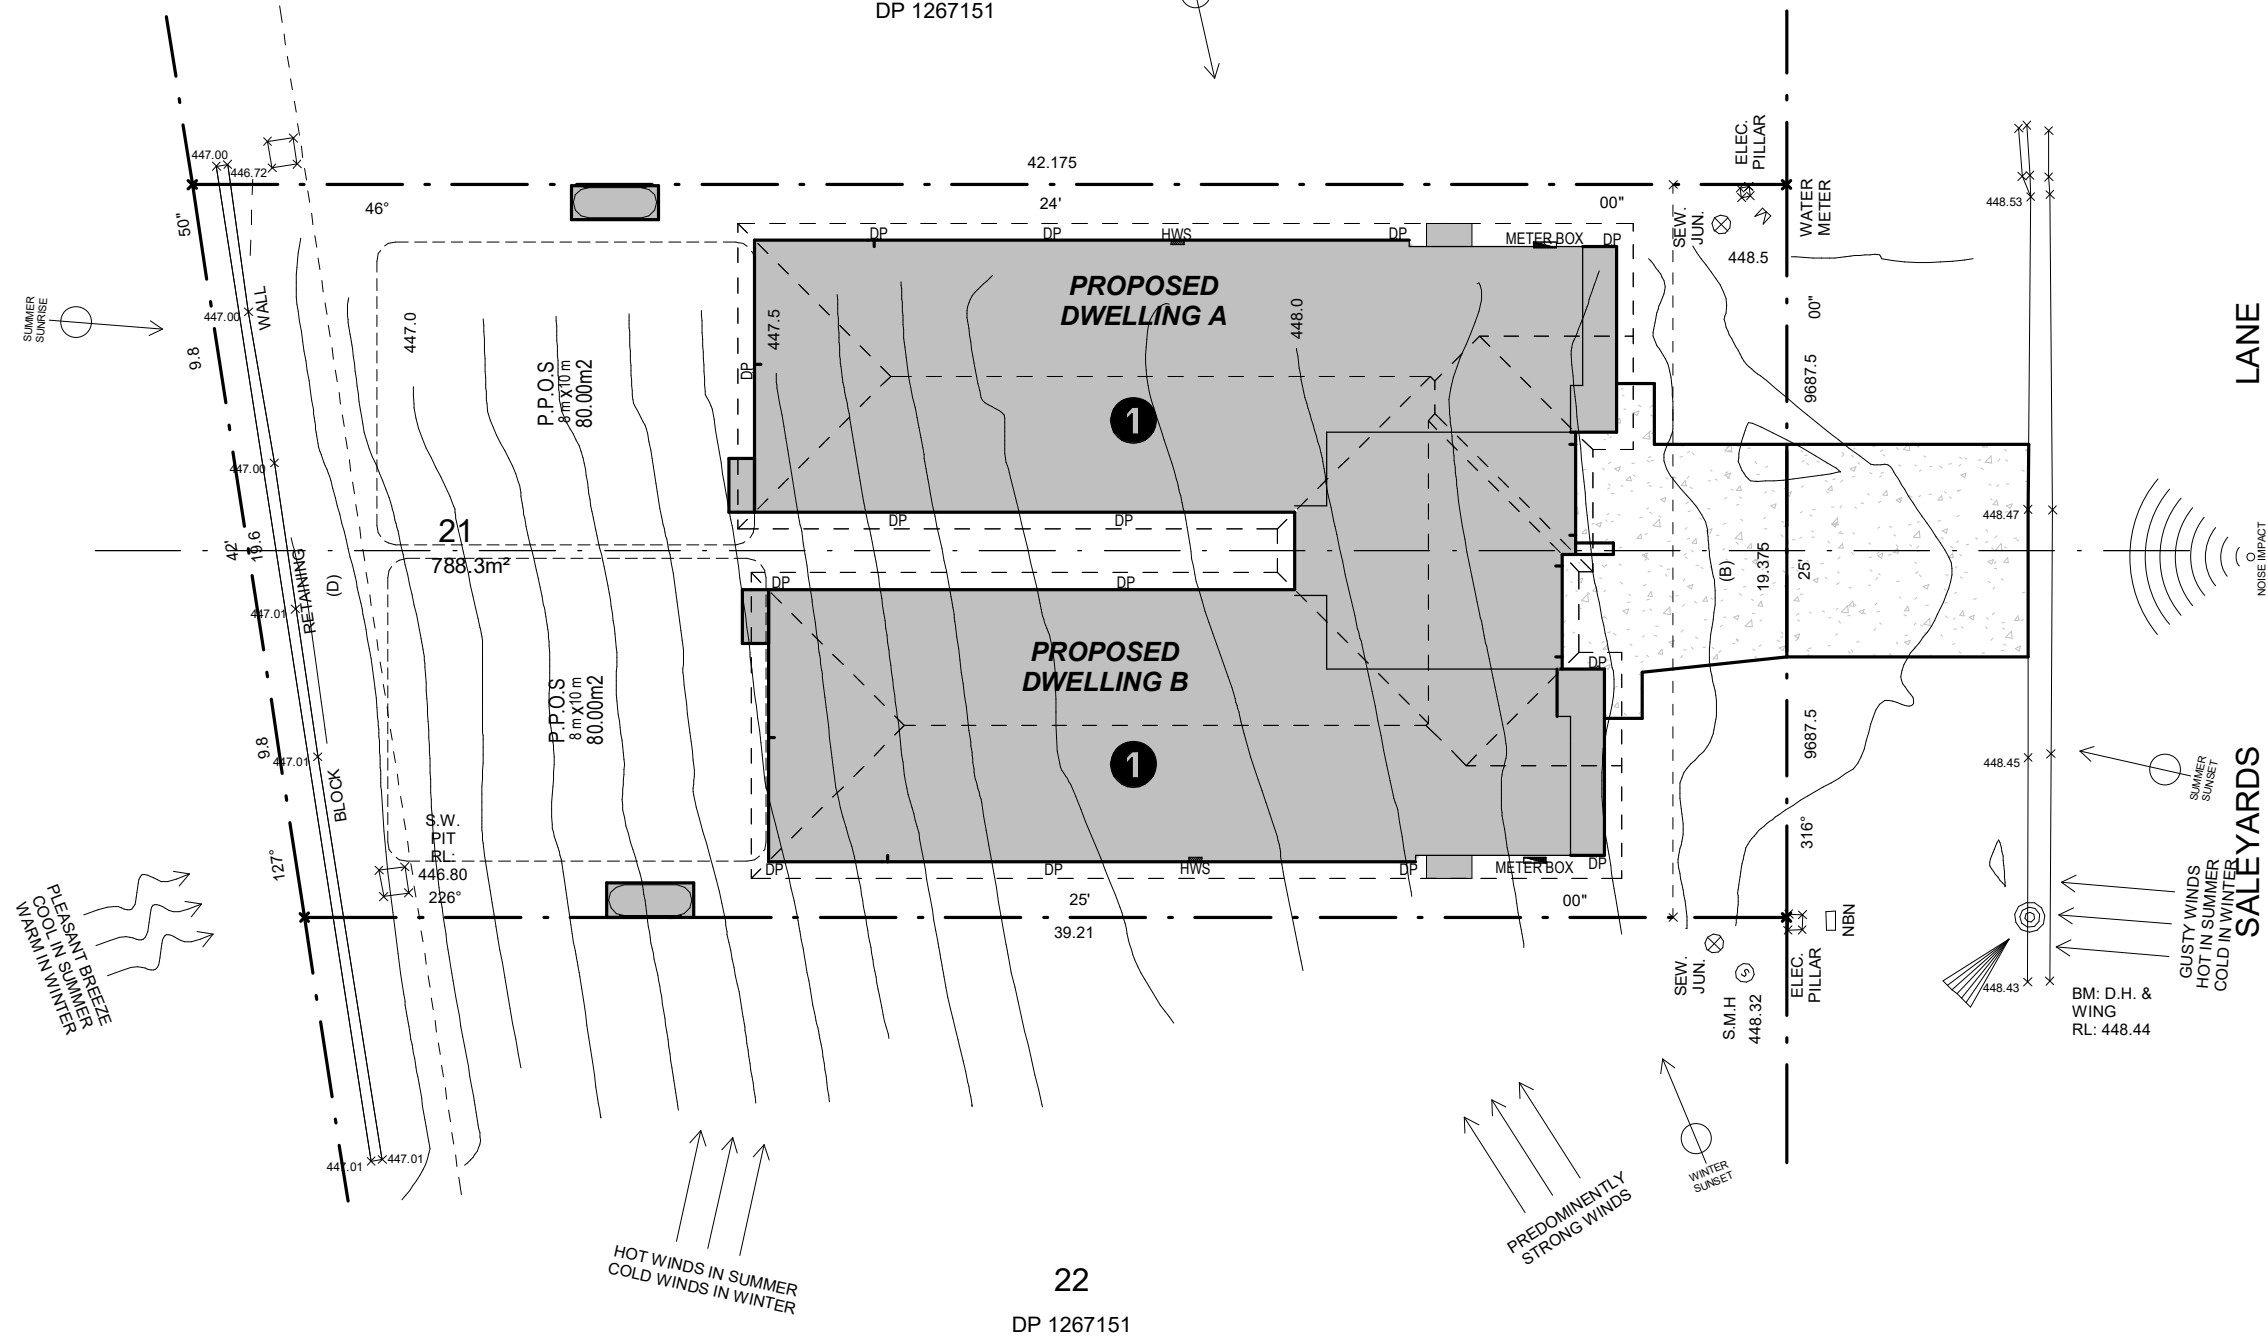 DP 1267151
447.00
446.72
46°
42.175
24'
00"
ELEC.
PILLAR
WATER
METER
SEW.
JUN.
448.5
448.53
50"
9.8
447.00
WALL
SUMMER
SUNRISE
447.0
P.P.O.S
8 m x10 m
80.00m2
447.5
DP
DP
DP
HWS
DP
METER BOX
DP
PROPOSED
DWELLING A
448.0
1
00"
9687.5
LANE
447.00
21
788.3m²
42'
19.6
RETAINING
(D)
447.01
DP
DP
DP
DP
(B)
19.375
25'
448.47
NOISE IMPACT
PROPOSED
DWELLING B
1
P.P.O.S
8 m x10 m
80.00m2
DP
9.8
447.01
BLOCK
127°
S.W.
PIT
RL:
446.80
226°
DP
DP
HWS
DP
METER BOX
DP
25'
00"
39.21
9687.5
316°
448.45
SUMMER
SUNSET
SALEYARDS
GUSTY WINDS
HOT IN SUMMER
COLD IN WINTER
NBN
ELEC.
PILLAR
SEW.
JUN.
S
S.M.H
448.32
448.43
BM: D.H. &
WING
RL: 448.44
PLEASANT BREEZE
COOL IN SUMMER
WARM IN WINTER
447.01
447.01
HOT WINDS IN SUMMER
COLD WINDS IN WINTER
PREDOMINENTLY
STRONG WINDS
WINTER
SUNSET
22
DP 1267151